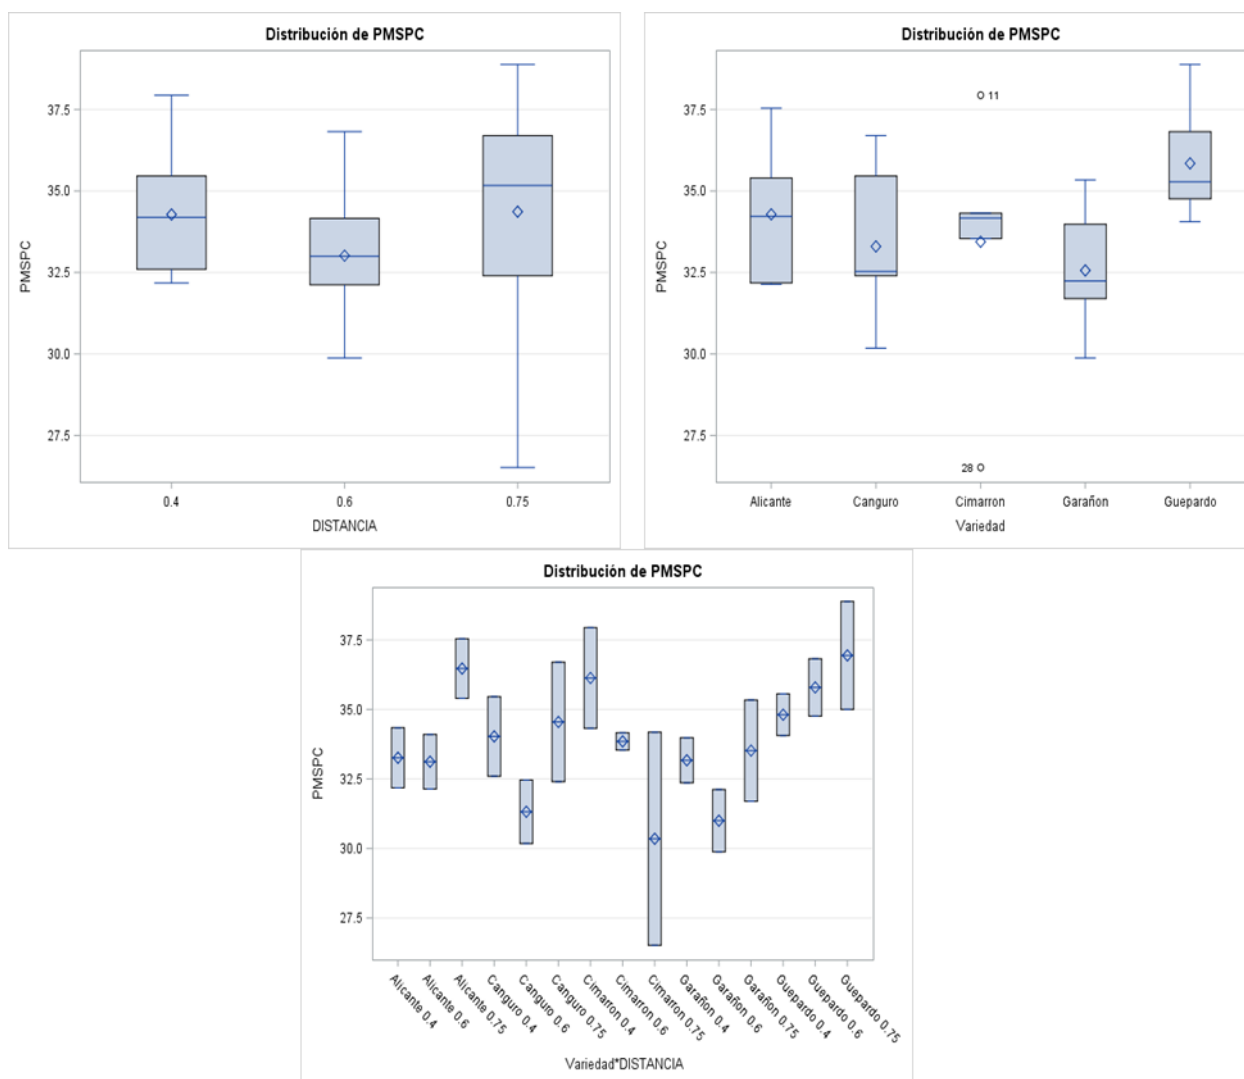 Distribución de PMSPC
PMSPC
37.5
35.0
32.5
30.0
27.5
0.4 0.6 0.75
DISTANCIA
Distribución de PMSPC
PMSPC
37.5
35.0
32.5
30.0
27.5
11
28
Alicante Canguro Cimarron Garañon Guepardo
Variedad
Distribución de PMSPC
PMSPC
37.5
35.0
32.5
30.0
27.5
Alicante 0.4
Alicante 0.6
Alicante 0.75
Canguro 0.4
Canguro 0.6
Canguro 0.75
Cimarron 0.4
Cimarron 0.6
Cimarron 0.75
Garañon 0.4
Garañon 0.6
Garañon 0.75
Guepardo 0.4
Guepardo 0.6
Guepardo 0.75
Variedad*DISTANCIA